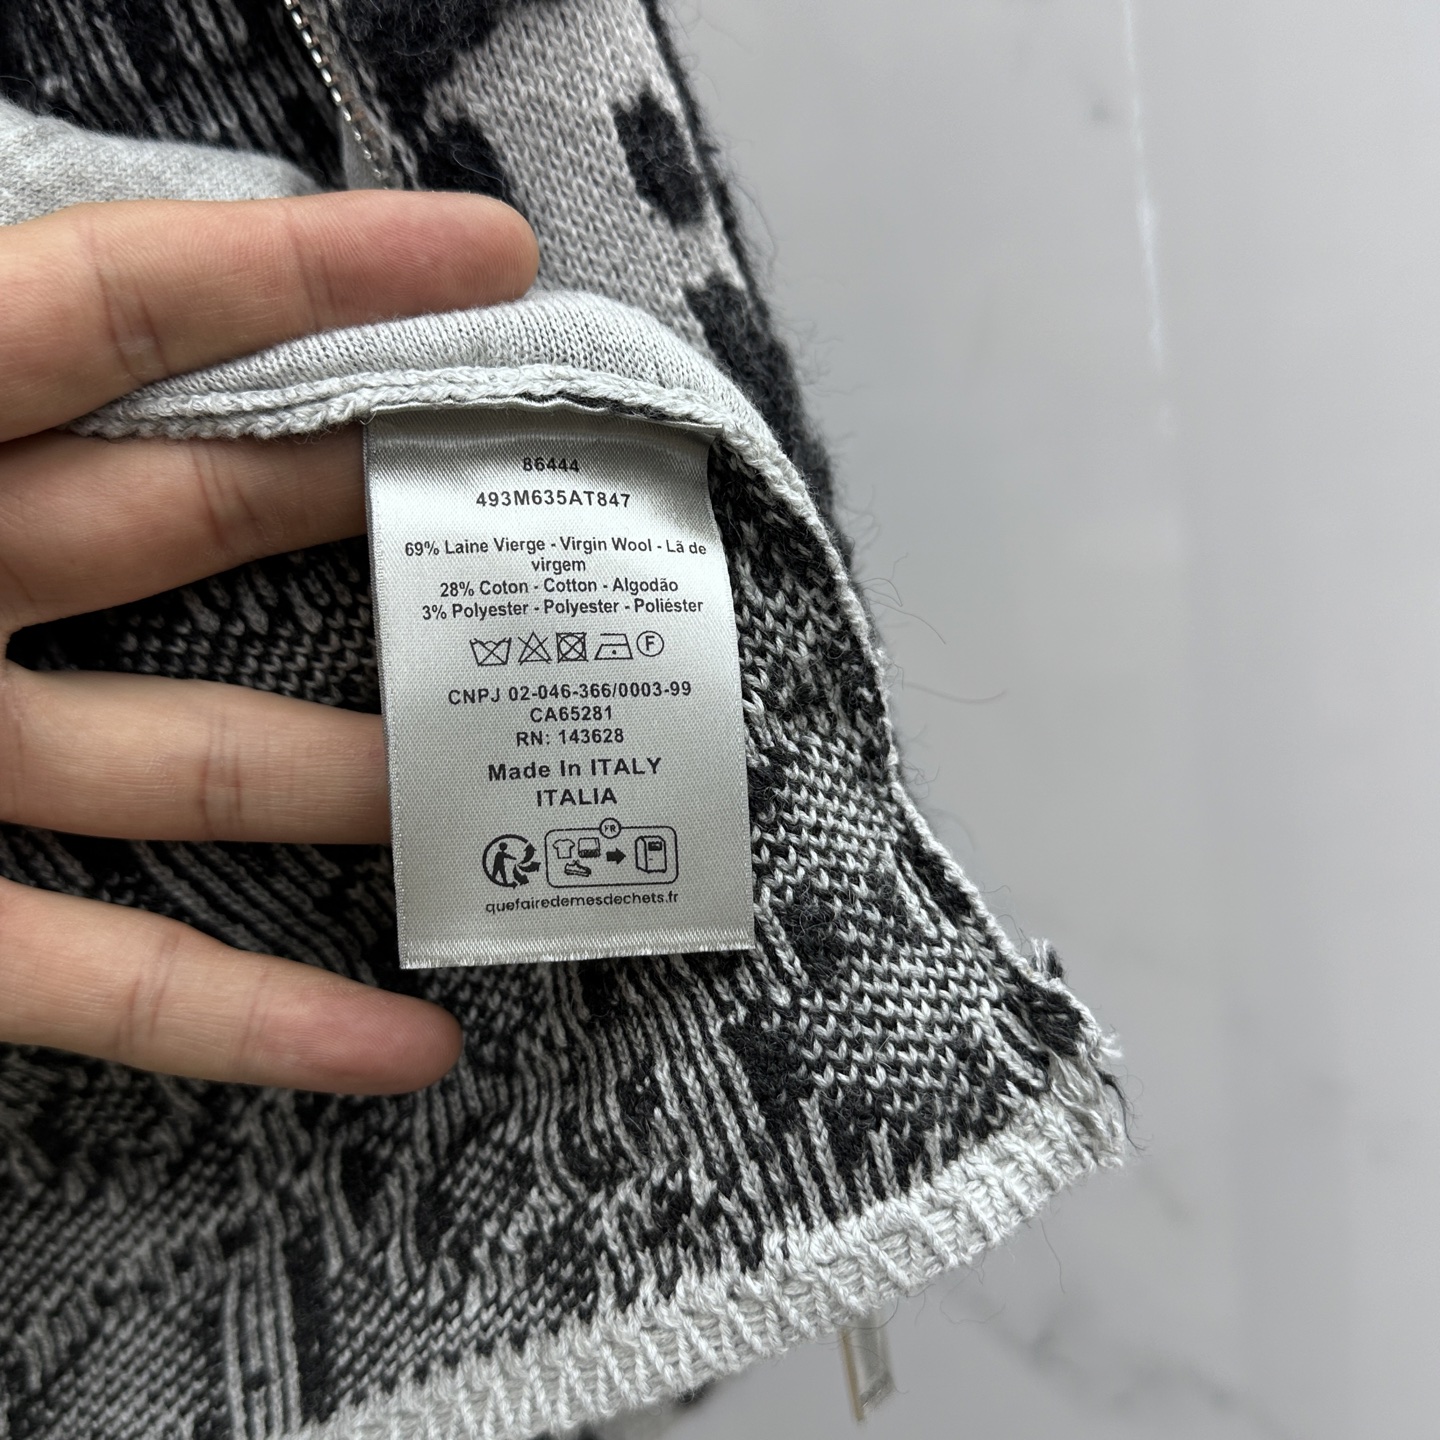 86444
493M635AT847
69% Laine Vierge - Virgin Wool - Lã de
virgem
28% Coton - Cotton - Algodão
3% Polyester - Polyester - Poliéster
F
CNPJ 02-046-366/0003-99
CA65281
RN: 143628
Made In ITALY
ITALIA
FR
quefairedemesdechets.fr